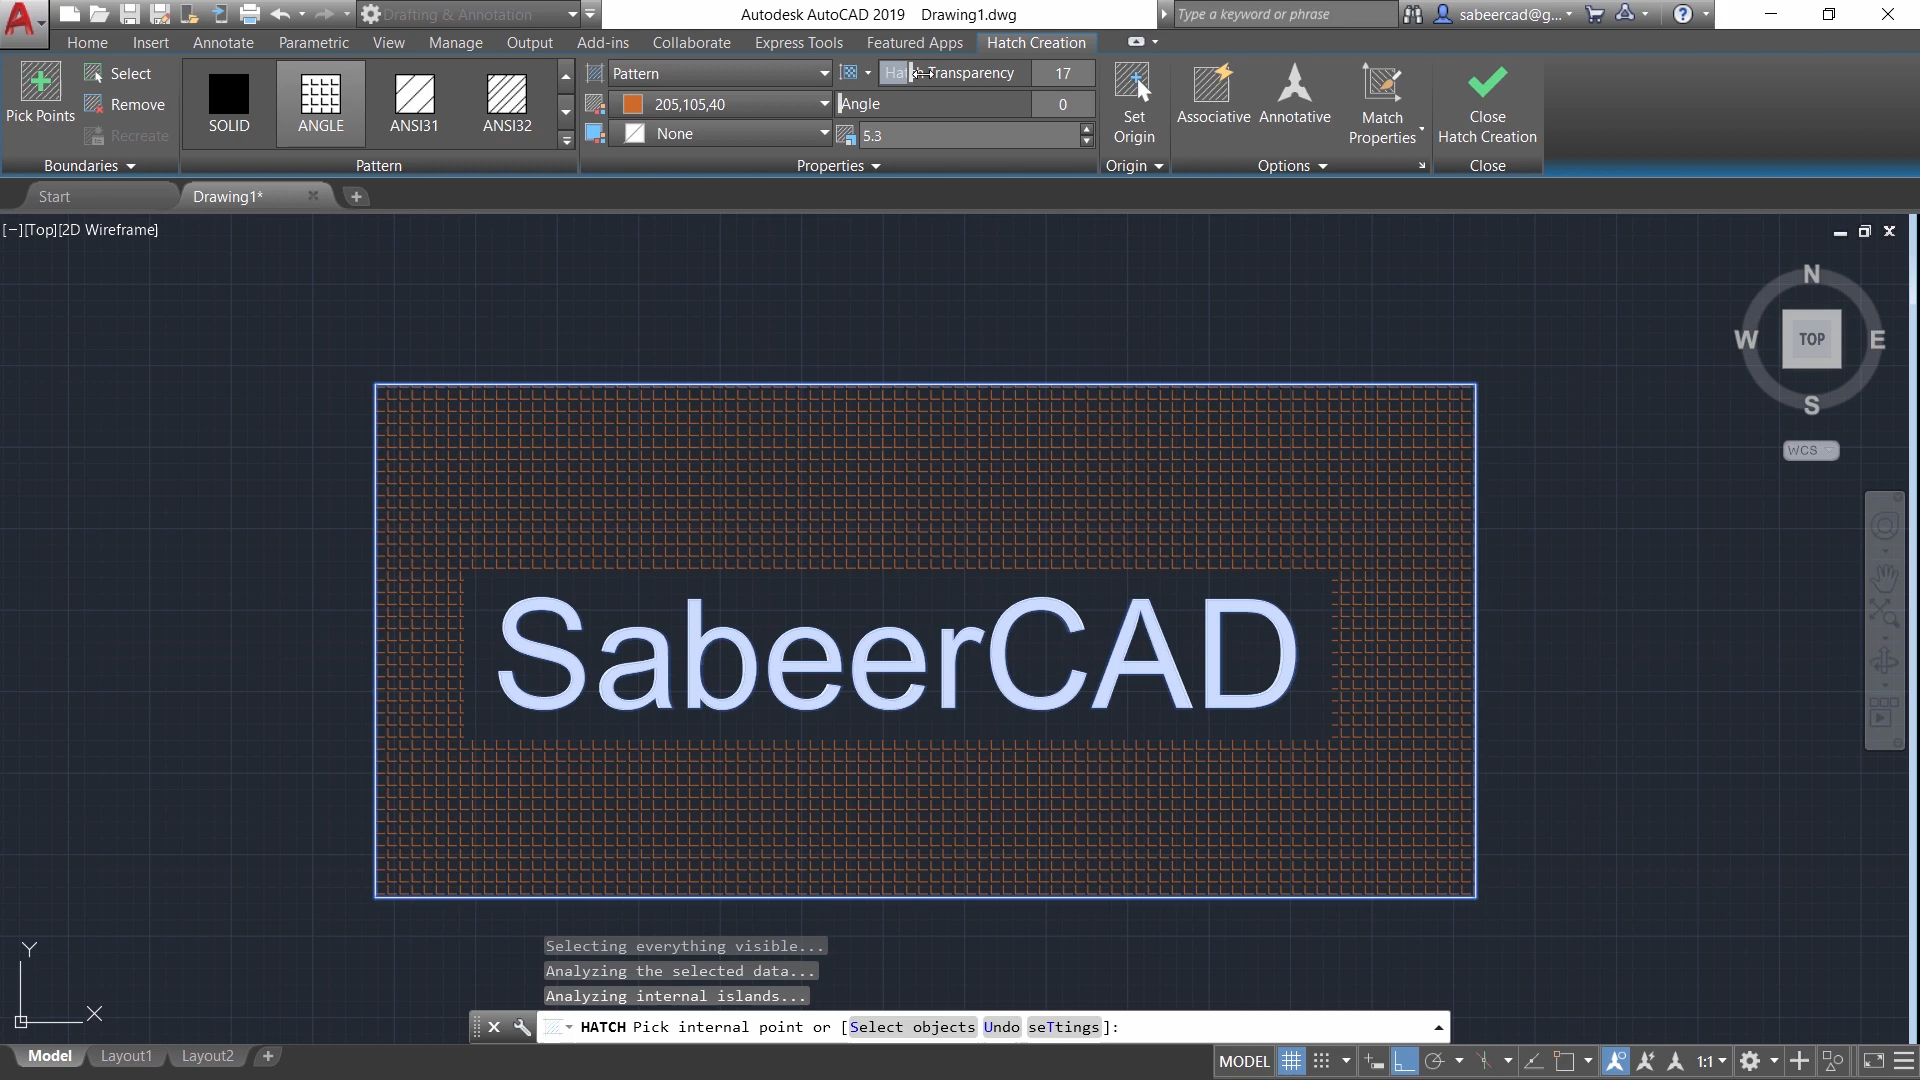 Drafting & Annotation
Autodesk AutoCAD 2019 Drawing1.dwg
Type a keyword or phrase
sabeercad@g...
Home Insert Annotate Parametric View Manage Output Add-ins Collaborate Express Tools Featured Apps Hatch Creation
Pick Points
Select
Remove
Recreate
Boundaries
SOLID
ANGLE
ANSI31
ANSI32
Pattern
Pattern
205,105,40
None
Transparency 17
Angle 0
5.3
Properties
Set
Origin
Origin
Associative
Annotative
Match
Properties
Options
Close
Hatch Creation
Close
Start
Drawing1*
[−][Top][2D Wireframe]
N
W
TOP
E
S
WCS
SabeerCAD
Y
X
Selecting everything visible...
Analyzing the selected data...
Analyzing internal islands...
HATCH Pick internal point or [Select objects Undo seTtings]:
Model Layout1 Layout2
MODEL
1:1